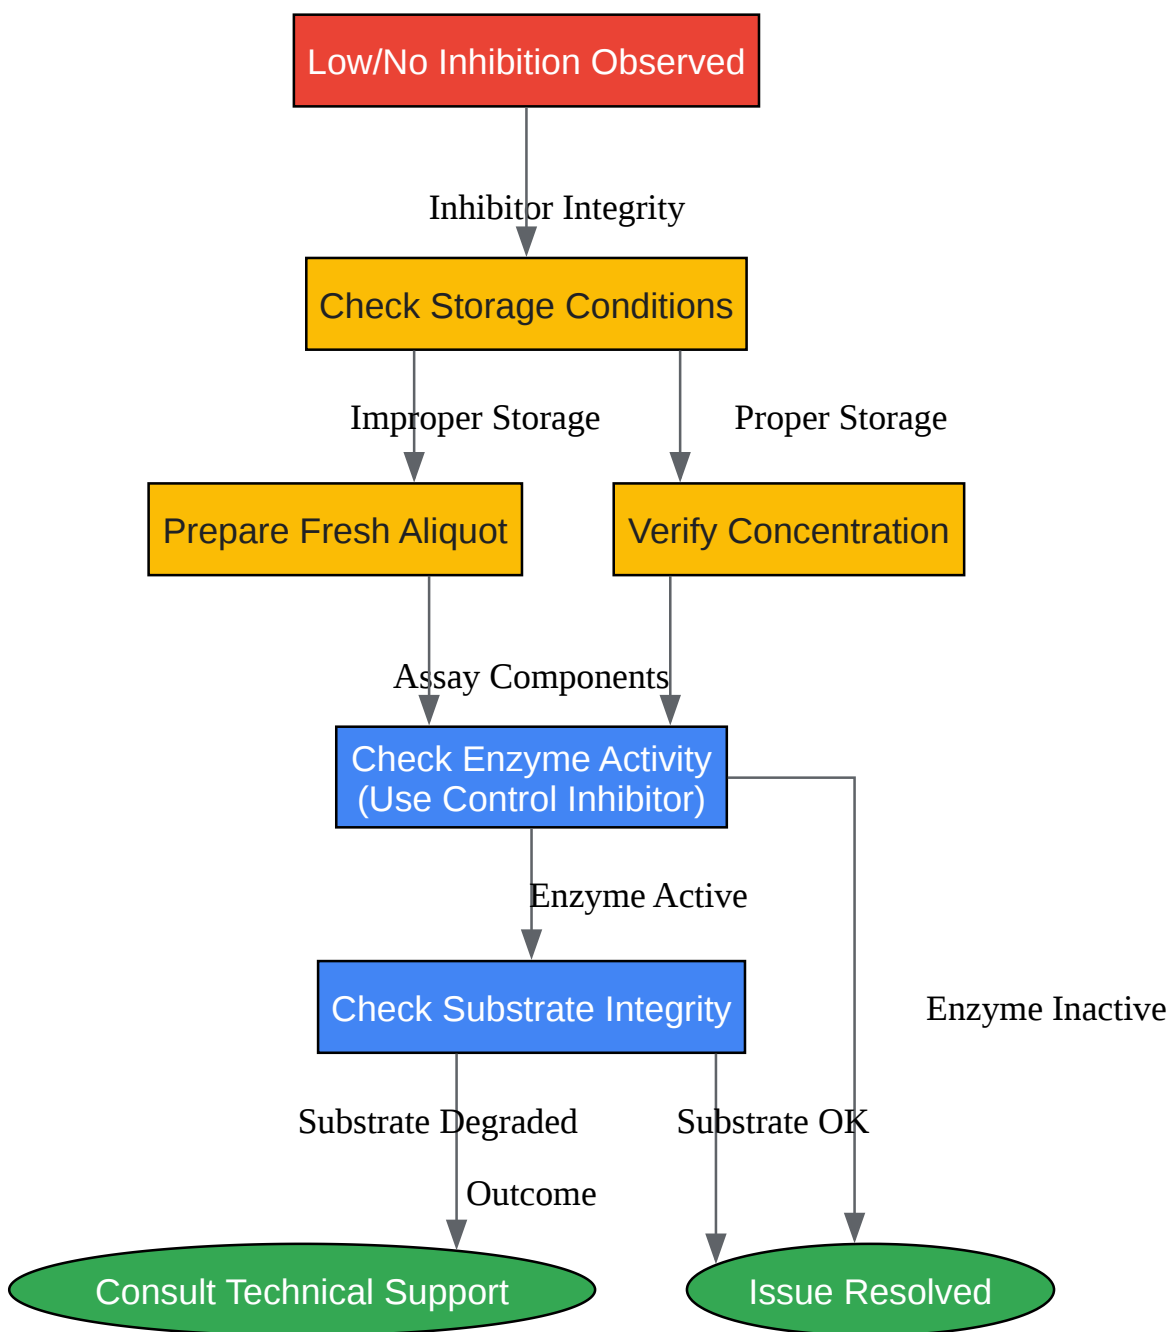 Low/No Inhibition Observed
Inhibitor Integrity
Check Storage Conditions
Improper Storage
Proper Storage
Prepare Fresh Aliquot
Verify Concentration
Assay Components
Check Enzyme Activity
(Use Control Inhibitor)
Enzyme Active
Check Substrate Integrity
Enzyme Inactive
Substrate Degraded
Substrate OK
Outcome
Consult Technical Support
Issue Resolved